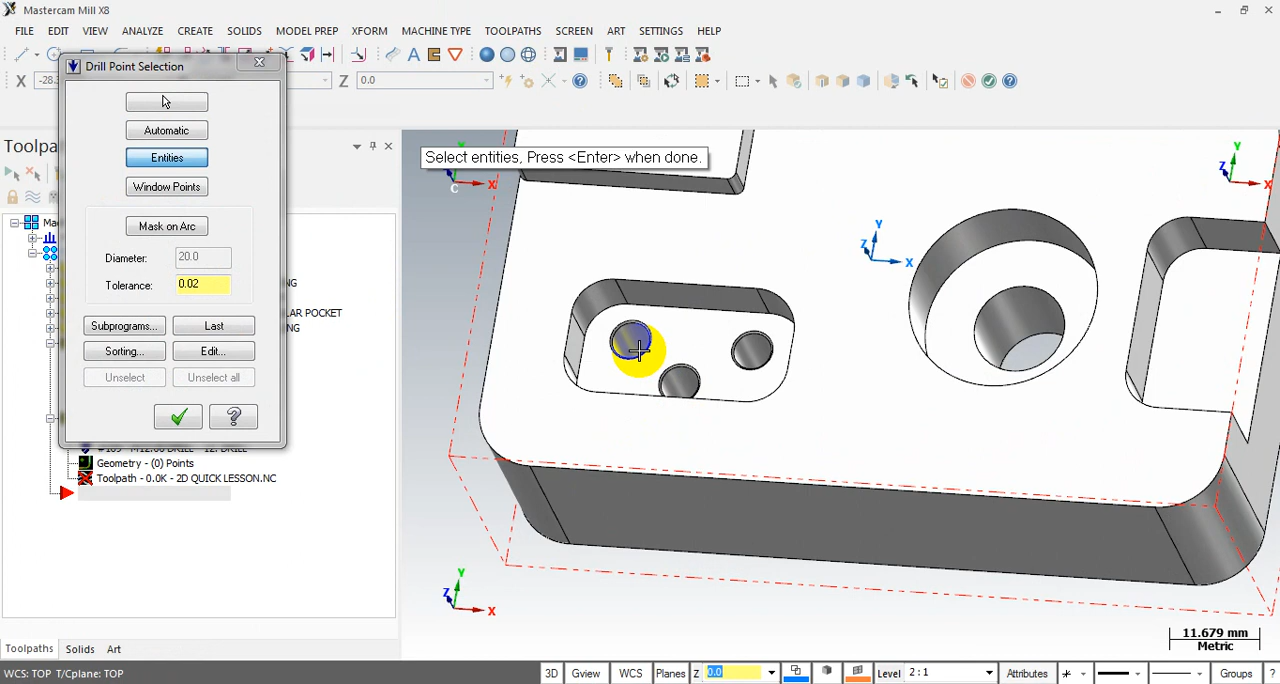 Mastercam Mill X8
FILE EDIT VIEW ANALYZE CREATE SOLIDS MODEL PREP XFORM MACHINE TYPE TOOLPATHS SCREEN ART SETTINGS HELP
X Z 0.0
Drill Point Selection
Automatic
Entities
Window Points
Mask on Arc
Diameter: 20.0
Tolerance: 0.02
Subprograms... Last
Sorting... Edit...
Unselect Unselect all
Select entities, Press <Enter> when done.
Geometry - (0) Points
Toolpath - 0.0K - 2D QUICK LESSON.NC
Y
X
C
Y
Z
X
Y
Z
X
Y
Z
X
11.679 mm
Metric
Toolpaths Solids Art
WCS: TOP T/Cplane: TOP
3D Gview WCS Planes Z 0.0 Level 2 : 1 Attributes Groups ?